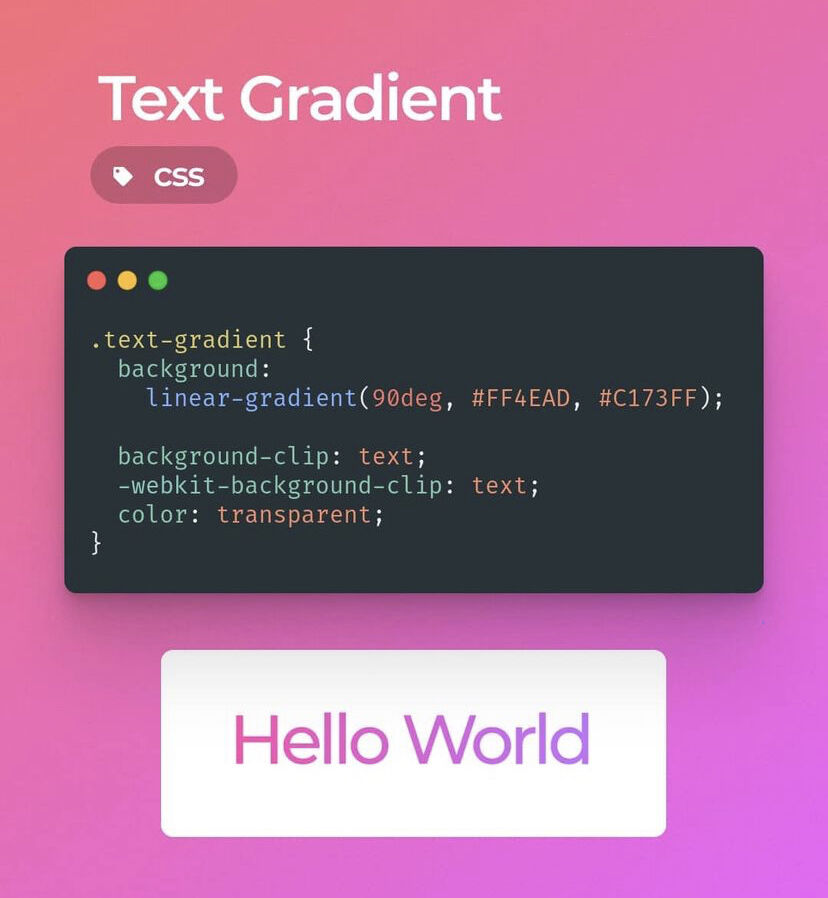 Text Gradient
CSS
.text-gradient {
  background:
    linear-gradient(90deg, #FF4EAD, #C173FF);

  background-clip: text;
  -webkit-background-clip: text;
  color: transparent;
}
Hello World